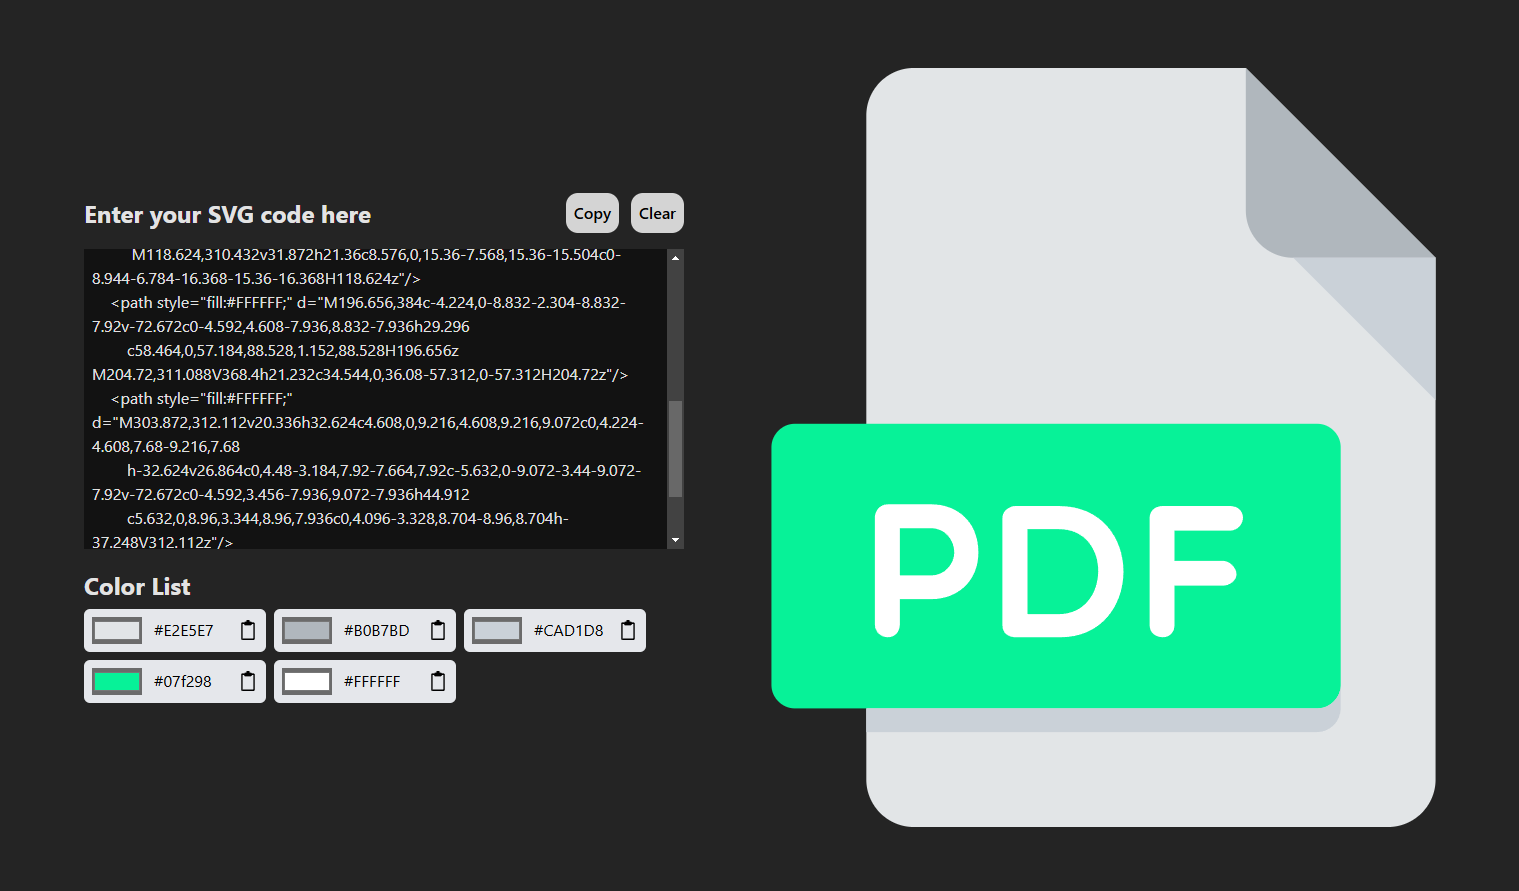 Enter your SVG code here
Copy
Clear
M118.624,310.432v31.872h21.36c8.576,0,15.36-7.568,15.36-15.504c0-
8.944-6.784-16.368-15.36-16.368H118.624z"/>
<path style="fill:#FFFFFF;" d="M196.656,384c-4.224,0-8.832-2.304-8.832-
7.92v-72.672c0-4.592,4.608-7.936,8.832-7.936h29.296
c58.464,0,57.184,88.528,1.152,88.528H196.656z
M204.72,311.088V368.4h21.232c34.544,0,36.08-57.312,0-57.312H204.72z"/>
<path style="fill:#FFFFFF;"
d="M303.872,312.112v20.336h32.624c4.608,0,9.216,4.608,9.216,9.072c0,4.224-
4.608,7.68-9.216,7.68
h-32.624v26.864c0,4.48-3.184,7.92-7.664,7.92c-5.632,0-9.072-3.44-9.072-
7.92v-72.672c0-4.592,3.456-7.936,9.072-7.936h44.912
c5.632,0,8.96,3.344,8.96,7.936c0,4.096-3.328,8.704-8.96,8.704h-
37.248V312.112z"/>
Color List
#E2E5E7
#B0B7BD
#CAD1D8
#07f298
#FFFFFF
PDF